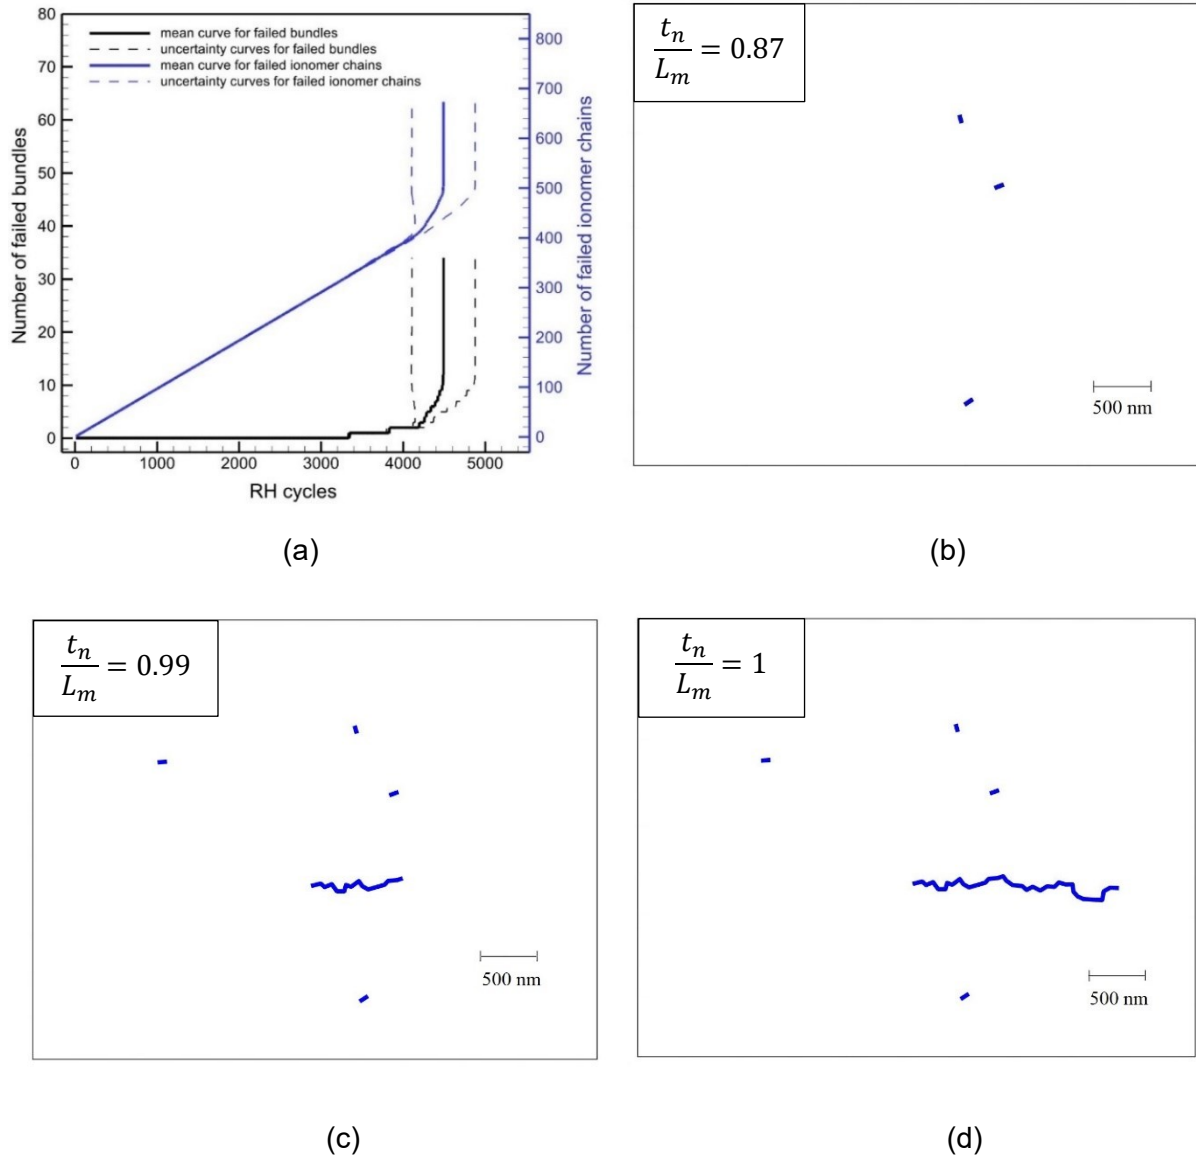 80
70
60
50
40
30
20
10
0
Number of failed bundles
mean curve for failed bundles
uncertainty curves for failed bundles
mean curve for failed ionomer chains
uncertainty curves for failed ionomer chains
800
700
600
500
400
300
200
100
0
Number of failed ionomer chains
0 1000 2000 3000 4000 5000
RH cycles
(a)
t_n/L_m = 0.87
500 nm
(b)
t_n/L_m = 0.99
500 nm
(c)
t_n/L_m = 1
500 nm
(d)